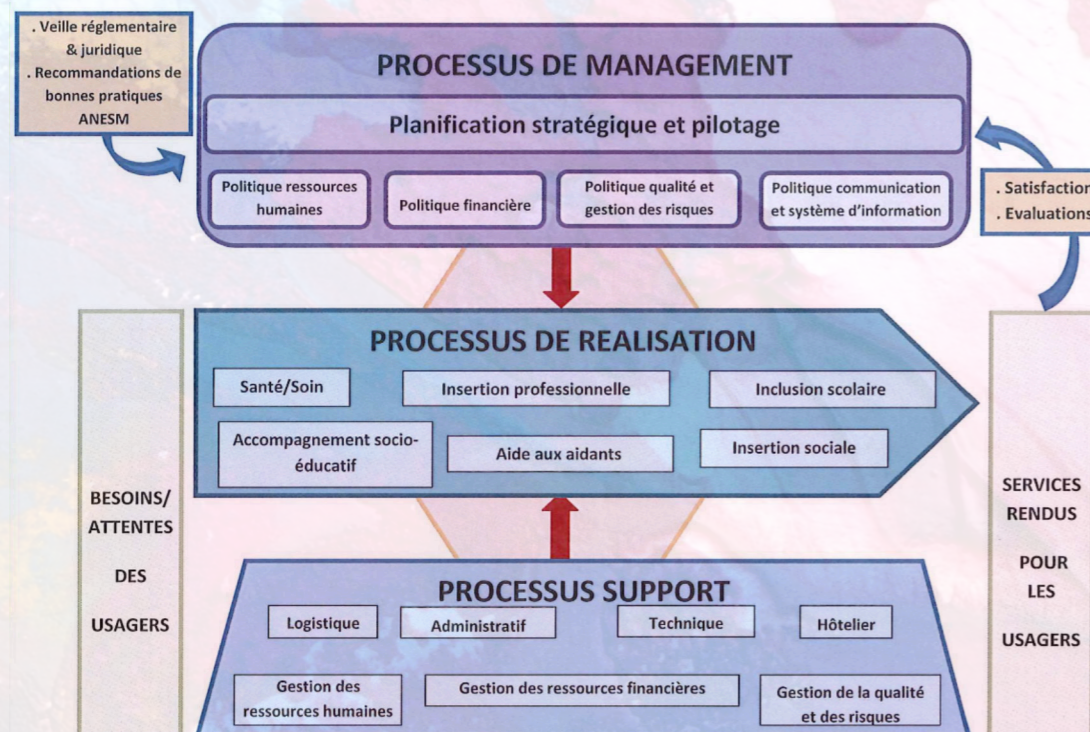 . Veille réglementaire
& juridique
. Recommandations de
bonnes pratiques
ANESM
PROCESSUS DE MANAGEMENT
Planification stratégique et pilotage
Politique ressources
humaines
Politique financière
Politique qualité et
gestion des risques
Politique communication
et système d'information
. Satisfaction
. Evaluations
PROCESSUS DE REALISATION
Santé/Soin
Insertion professionnelle
Inclusion scolaire
Accompagnement socio-
éducatif
Aide aux aidants
Insertion sociale
BESOINS/
ATTENTES
DES
USAGERS
SERVICES
RENDUS
POUR
LES
USAGERS
PROCESSUS SUPPORT
Logistique
Administratif
Technique
Hôtelier
Gestion des
ressources humaines
Gestion des ressources financières
Gestion de la qualité
et des risques